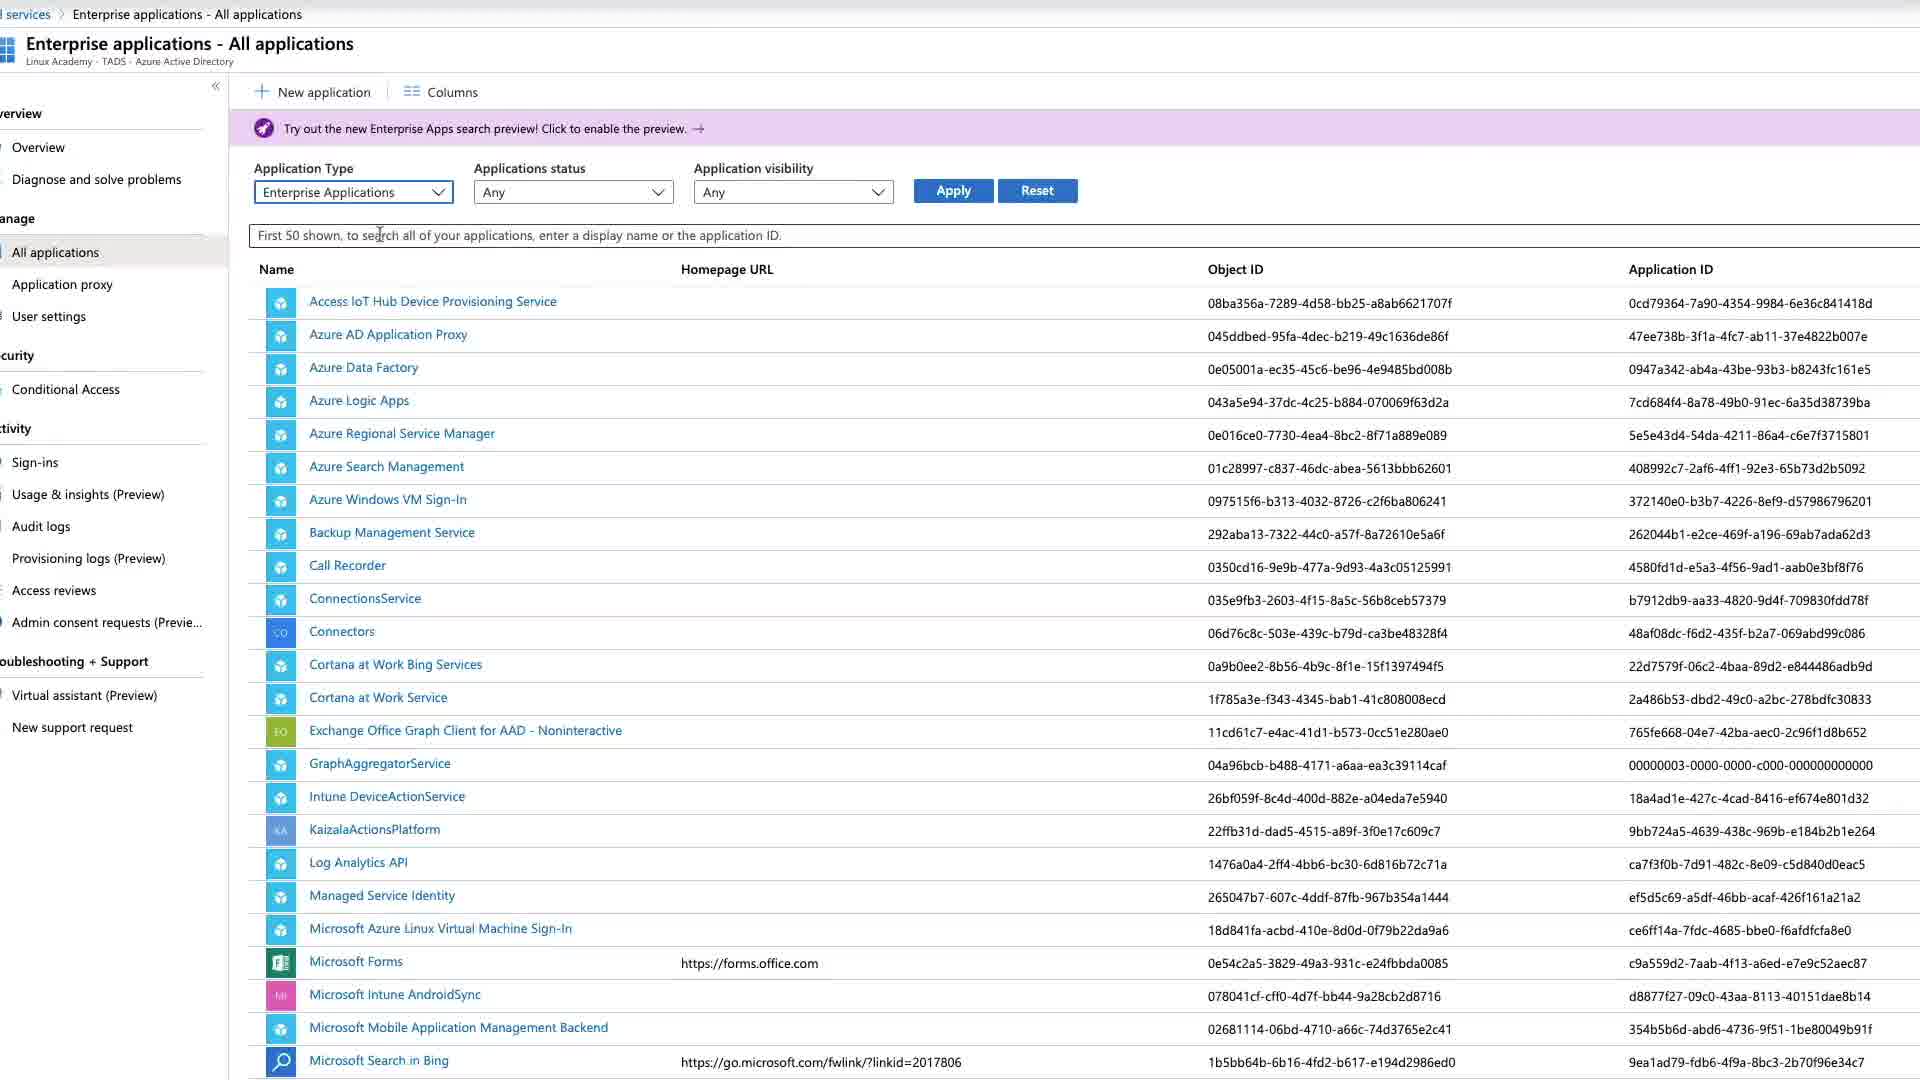 services > Enterprise applications - All applications
Enterprise applications - All applications
Linux Academy - TADS - Azure Active Directory
«
New application
Columns
Try out the new Enterprise Apps search preview! Click to enable the preview. →
Application Type
Applications status
Application visibility
Enterprise Applications
Any
Any
Apply
Reset
First 50 shown, to search all of your applications, enter a display name or the application ID.
verview
Overview
Diagnose and solve problems
anage
All applications
Application proxy
User settings
curity
Conditional Access
tivity
Sign-ins
Usage & insights (Preview)
Audit logs
Provisioning logs (Preview)
Access reviews
Admin consent requests (Previe...
oubleshooting + Support
Virtual assistant (Preview)
New support request
Name Homepage URL Object ID Application ID
Access IoT Hub Device Provisioning Service 08ba356a-7289-4d58-bb25-a8ab6621707f 0cd79364-7a90-4354-9984-6e36c841418d
Azure AD Application Proxy 045ddbed-95fa-4dec-b219-49c1636de86f 47ee738b-3f1a-4fc7-ab11-37e4822b007e
Azure Data Factory 0e05001a-ec35-45c6-be96-4e9485bd008b 0947a342-ab4a-43be-93b3-b8243fc161e5
Azure Logic Apps 043a5e94-37dc-4c25-b884-070069f63d2a 7cd684f4-8a78-49b0-91ec-6a35d38739ba
Azure Regional Service Manager 0e016ce0-7730-4ea4-8bc2-8f71a889e089 5e5e43d4-54da-4211-86a4-c6e7f3715801
Azure Search Management 01c28997-c837-46dc-abea-5613bbb62601 408992c7-2af6-4ff1-92e3-65b73d2b5092
Azure Windows VM Sign-In 097515f6-b313-4032-8726-c2f6ba806241 372140e0-b3b7-4226-8ef9-d57986796201
Backup Management Service 292aba13-7322-44c0-a57f-8a72610e5a6f 262044b1-e2ce-469f-a196-69ab7ada62d3
Call Recorder 0350cd16-9e9b-477a-9d93-4a3c05125991 4580fd1d-e5a3-4f56-9ad1-aab0e3bf8f76
ConnectionsService 035e9fb3-2603-4f15-8a5c-56b8ceb57379 b7912db9-aa33-4820-9d4f-709830fdd78f
CO Connectors 06d76c8c-503e-439c-b79d-ca3be48328f4 48af08dc-f6d2-435f-b2a7-069abd99c086
Cortana at Work Bing Services 0a9b0ee2-8b56-4b9c-8f1e-15f1397494f5 22d7579f-06c2-4baa-89d2-e844486adb9d
Cortana at Work Service 1f785a3e-f343-4345-bab1-41c808008ecd 2a486b53-dbd2-49c0-a2bc-278bdfc30833
EO Exchange Office Graph Client for AAD - Noninteractive 11cd61c7-e4ac-41d1-b573-0cc51e280ae0 765fe668-04e7-42ba-aec0-2c96f1d8b652
GraphAggregatorService 04a96bcb-b488-4171-a6aa-ea3c39114caf 00000003-0000-0000-c000-000000000000
Intune DeviceActionService 26bf059f-8c4d-400d-882e-a04eda7e5940 18a4ad1e-427c-4cad-8416-ef674e801d32
KA KaizalaActionsPlatform 22ffb31d-dad5-4515-a89f-3f0e17c609c7 9bb724a5-4639-438c-969b-e184b2b1e264
Log Analytics API 1476a0a4-2ff4-4bb6-bc30-6d816b72c71a ca7f3f0b-7d91-482c-8e09-c5d840d0eac5
Managed Service Identity 265047b7-607c-4ddf-87fb-967b354a1444 ef5d5c69-a5df-46bb-acaf-426f161a21a2
Microsoft Azure Linux Virtual Machine Sign-In 18d841fa-acbd-410e-8d0d-0f79b22da9a6 ce6ff14a-7fdc-4685-bbe0-f6afdfcfa8e0
Microsoft Forms https://forms.office.com 0e54c2a5-3829-49a3-931c-e24fbbda0085 c9a559d2-7aab-4f13-a6ed-e7e9c52aec87
MI Microsoft Intune AndroidSync 078041cf-cff0-4d7f-bb44-9a28cb2d8716 d8877f27-09c0-43aa-8113-40151dae8b14
Microsoft Mobile Application Management Backend 02681114-06bd-4710-a66c-74d3765e2c41 354b5b6d-abd6-4736-9f51-1be80049b91f
Microsoft Search in Bing https://go.microsoft.com/fwlink/?linkid=2017806 1b5bb64b-6b16-4fd2-b617-e194d2986ed0 9ea1ad79-fdb6-4f9a-8bc3-2b70f96e34c7